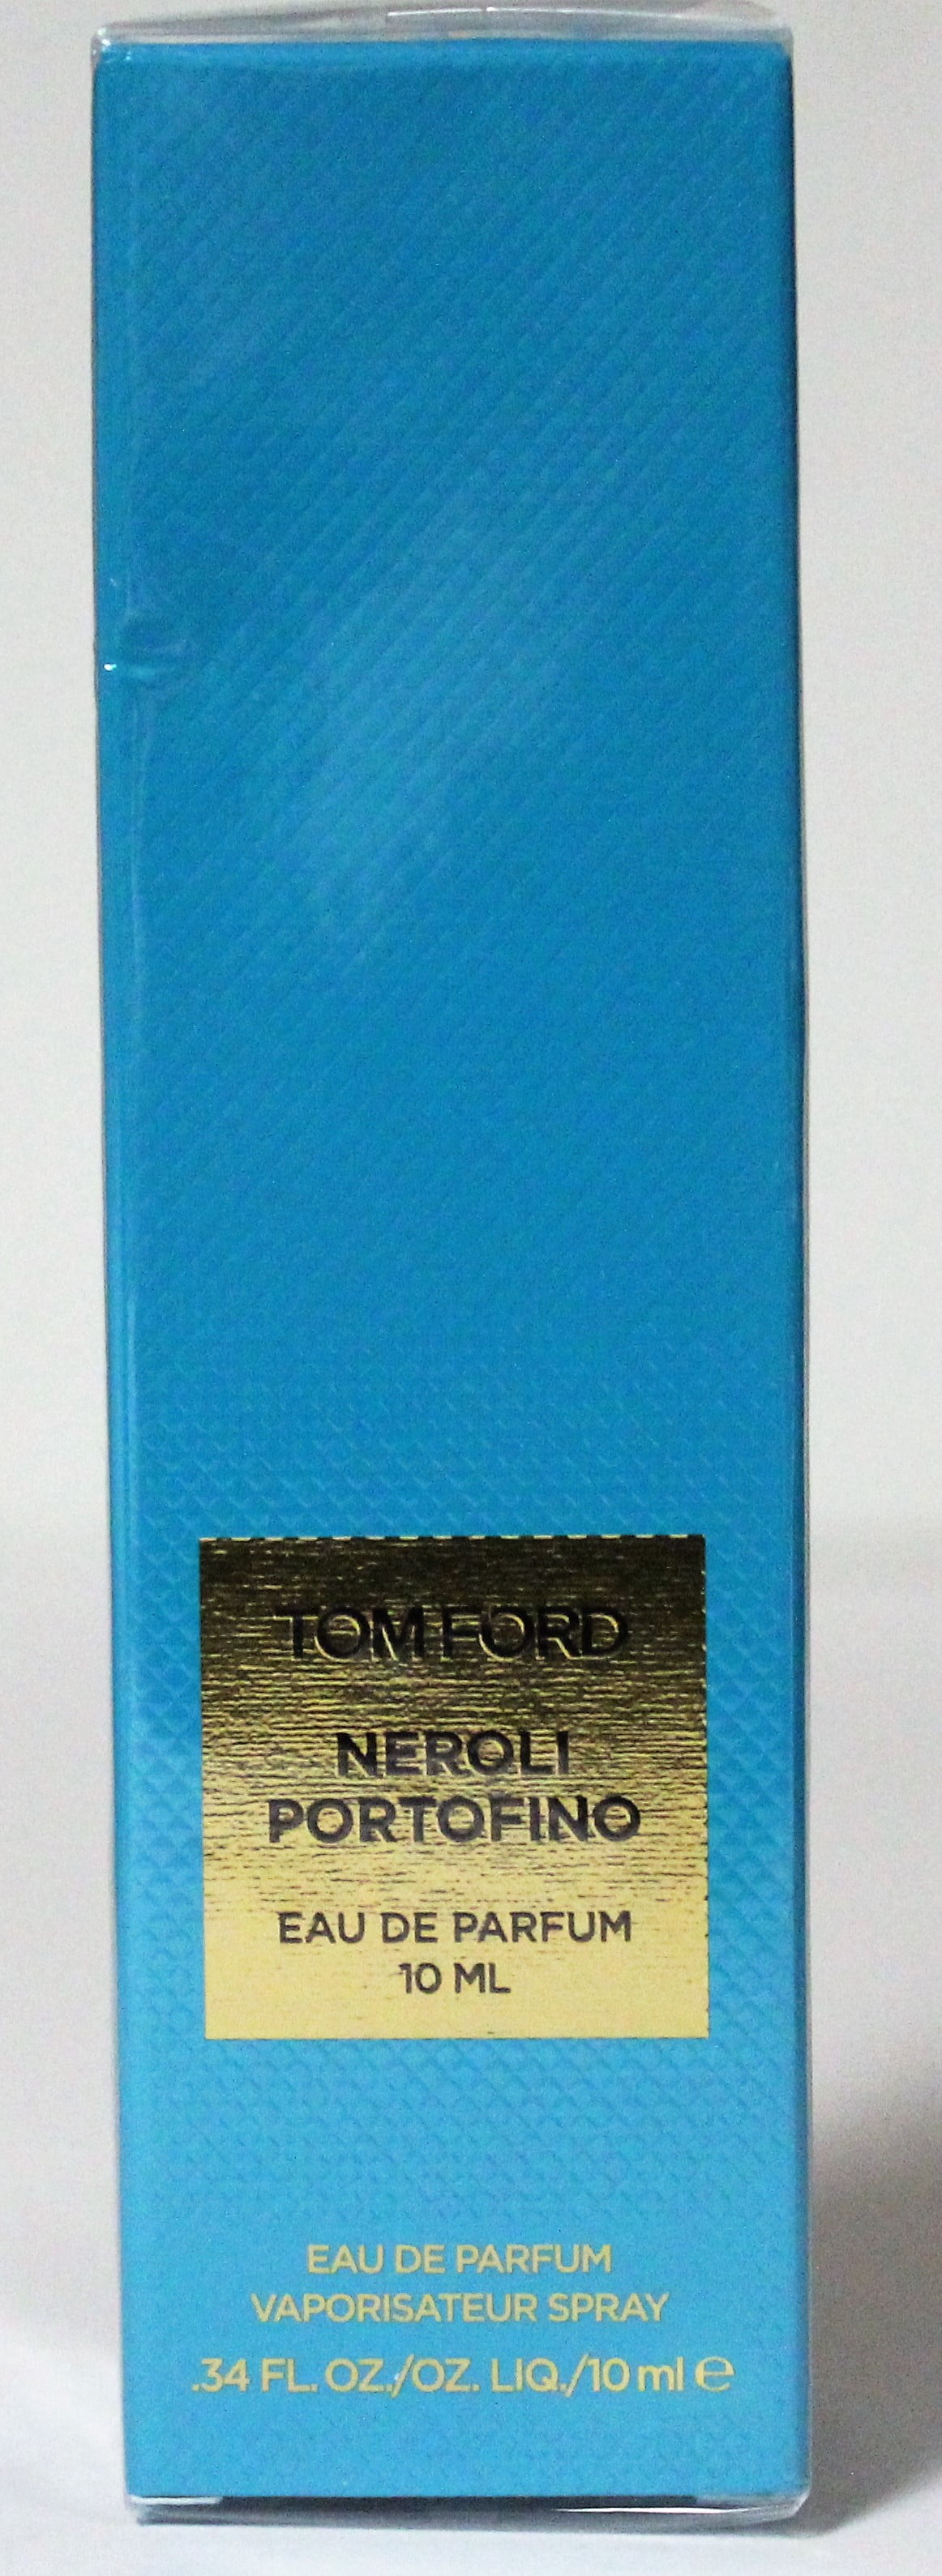 TOM FORD
NEROLI
PORTOFINO
EAU DE PARFUM
10 ML
EAU DE PARFUM
VAPORISATEUR SPRAY
.34 FL. OZ./OZ. LIQ./10 ml ℮